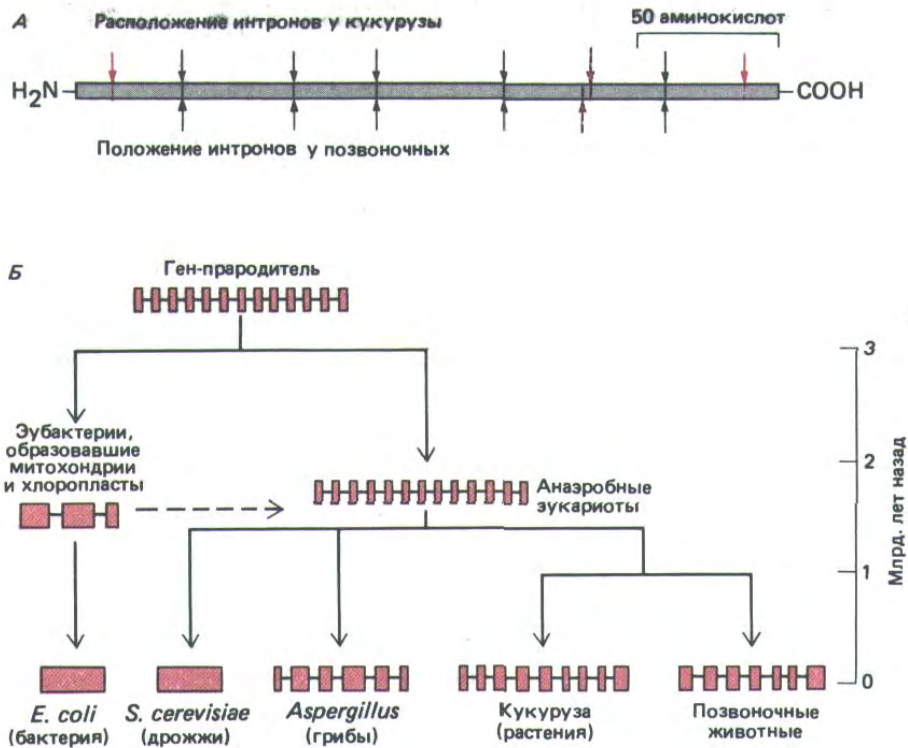 А
Расположение интронов у кукурузы
50 аминокислот
H₂N
COOH
Положение интронов у позвоночных
Б
Ген-прародитель
Эубактерии,
образовавшие
митохондрии
и хлоропласты
Анаэробные
эукариоты
3
2
1
0
Млрд. лет назад
E. coli
(бактерия)
S. cerevisiae
(дрожжи)
Aspergillus
(грибы)
Кукуруза
(растения)
Позвоночные
животные